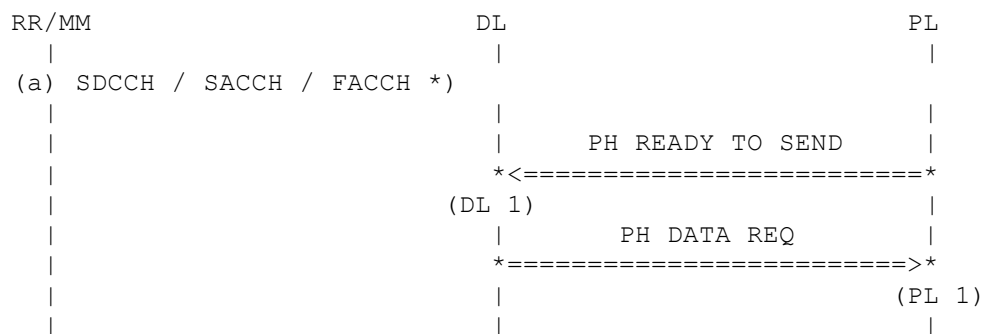 RR/MM                          DL                          PL
  |                            |                           |
(a) SDCCH / SACCH / FACCH *)
  |                            |                           |
  |                            |     PH READY TO SEND      |
  |                            *<=========================*
  |                         (DL 1)                         |
  |                            |       PH DATA REQ         |
  |                            *=========================>*
  |                            |                        (PL 1)
  |                            |                           |